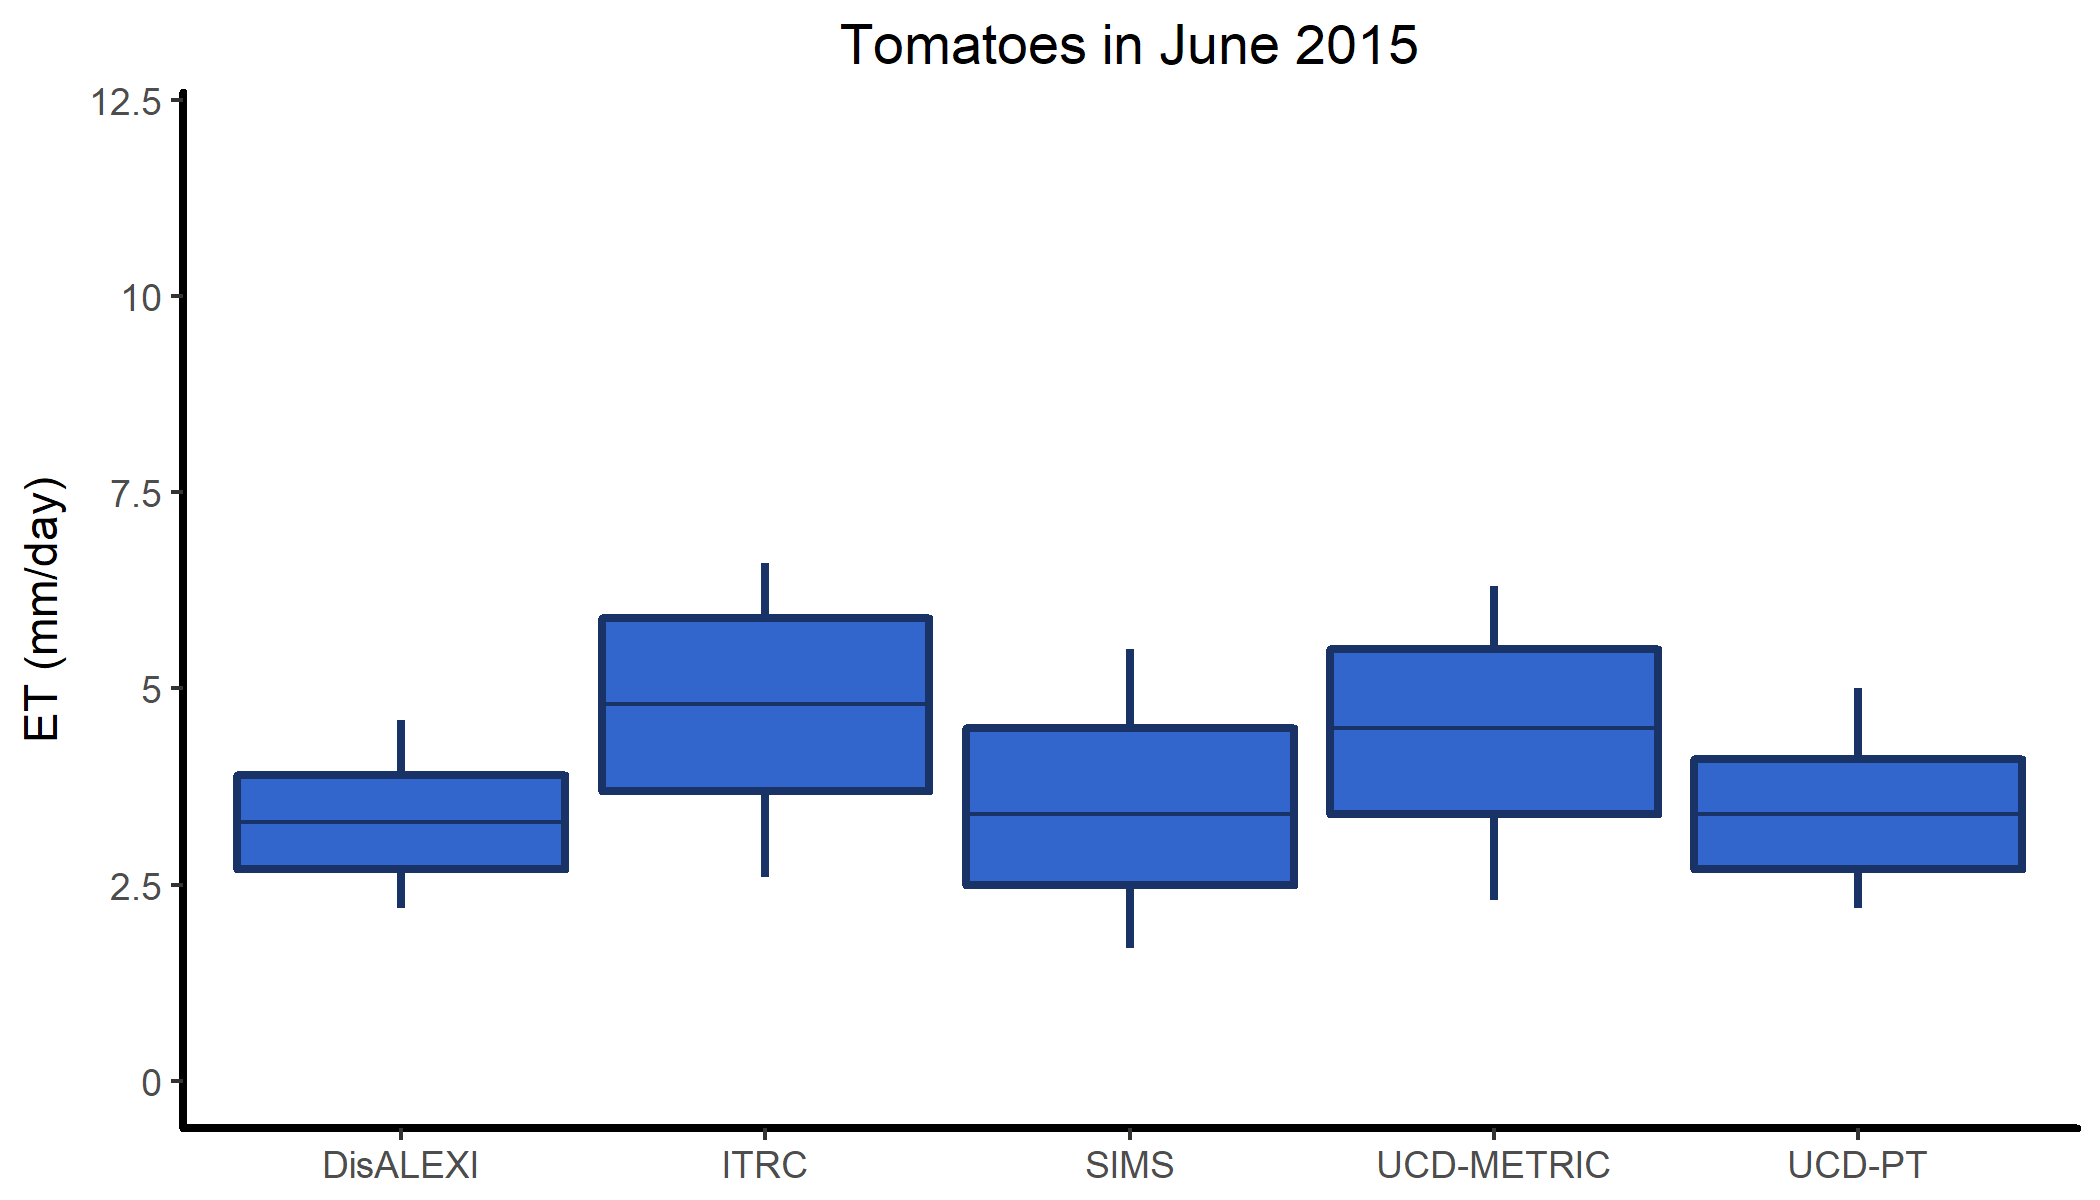 Tomatoes in June 2015
ET (mm/day)
12.5
10
7.5
5
2.5
0
DisALEXI
ITRC
SIMS
UCD-METRIC
UCD-PT